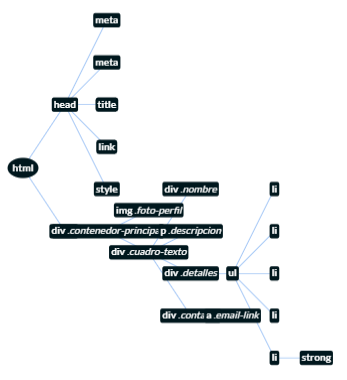 meta
meta
head
title
link
html
style
div .nombre
li
img .foto-perfil
div .contenedor-principa
p .descripcion
li
div .cuadro-texto
div .detalles
ul
li
div .conta
a .email-link
li
li
strong